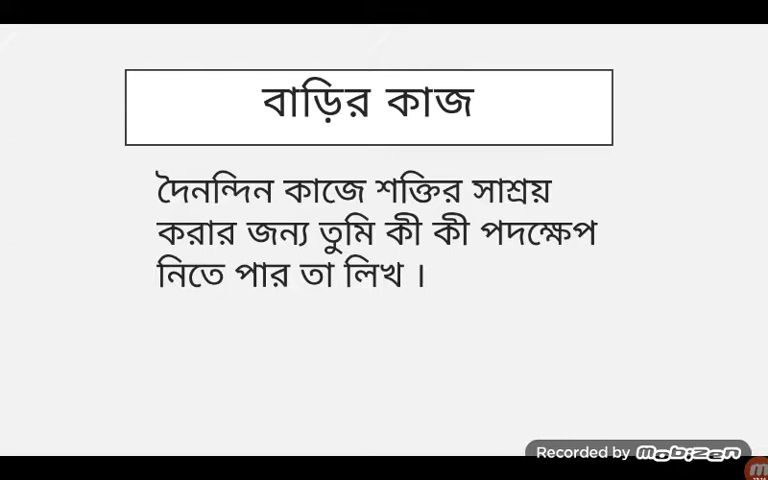 বাড়ির কাজ
দৈনন্দিন কাজে শক্তির সাশ্রয়
করার জন্য তুমি কী কী পদক্ষেপ
নিতে পার তা লিখ ।
Recorded by mobizen